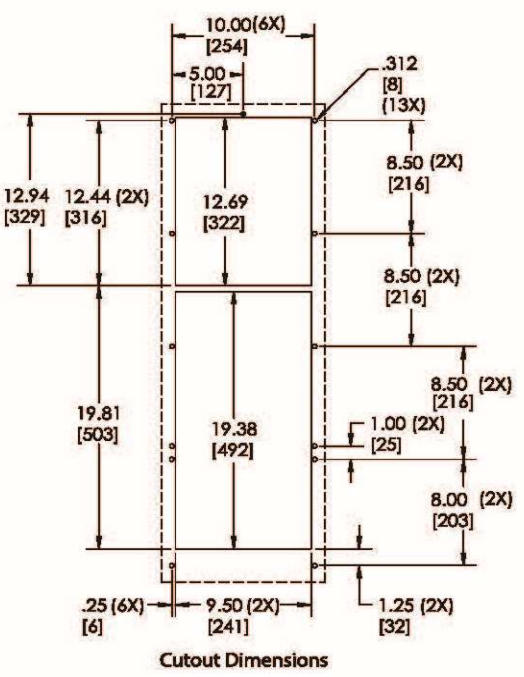 10.00(6X)
[254]
5.00
[127]
.312
[8]
(13X)
8.50 (2X)
[216]
12.94
[329]
12.44 (2X)
[316]
12.69
[322]
8.50 (2X)
[216]
8.50 (2X)
[216]
19.81
[503]
19.38
[492]
1.00 (2X)
[25]
8.00 (2X)
[203]
.25 (6X)
[6]
9.50 (2X)
[241]
1.25 (2X)
[32]
Cutout Dimensions